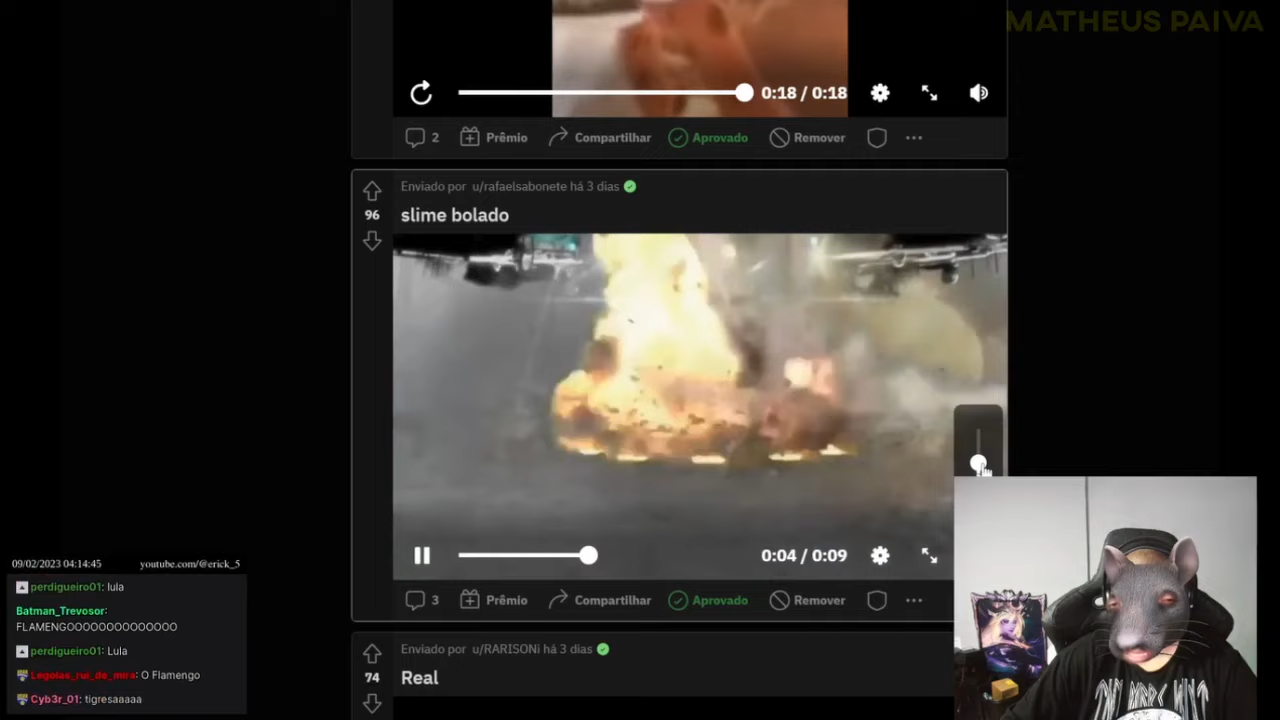 MATHEUS PAIVA
0:18 / 0:18
2 Prêmio Compartilhar Aprovado Remover
Enviado por u/rafaelsabonete há 3 dias
96
slime bolado
0:04 / 0:09
3 Prêmio Compartilhar Aprovado Remover
Enviado por u/RARISONi há 3 dias
74
Real
09/02/2023 04:14:45 youtube.com/@erick_5
perdigueiro01: lula
Batman_Trevosor:
FLAMENGOOOOOOOOOOOOOO
perdigueiro01: Lula
Legolas_rui_de_mira: O Flamengo
Cyb3r_01: tigresaaaaa